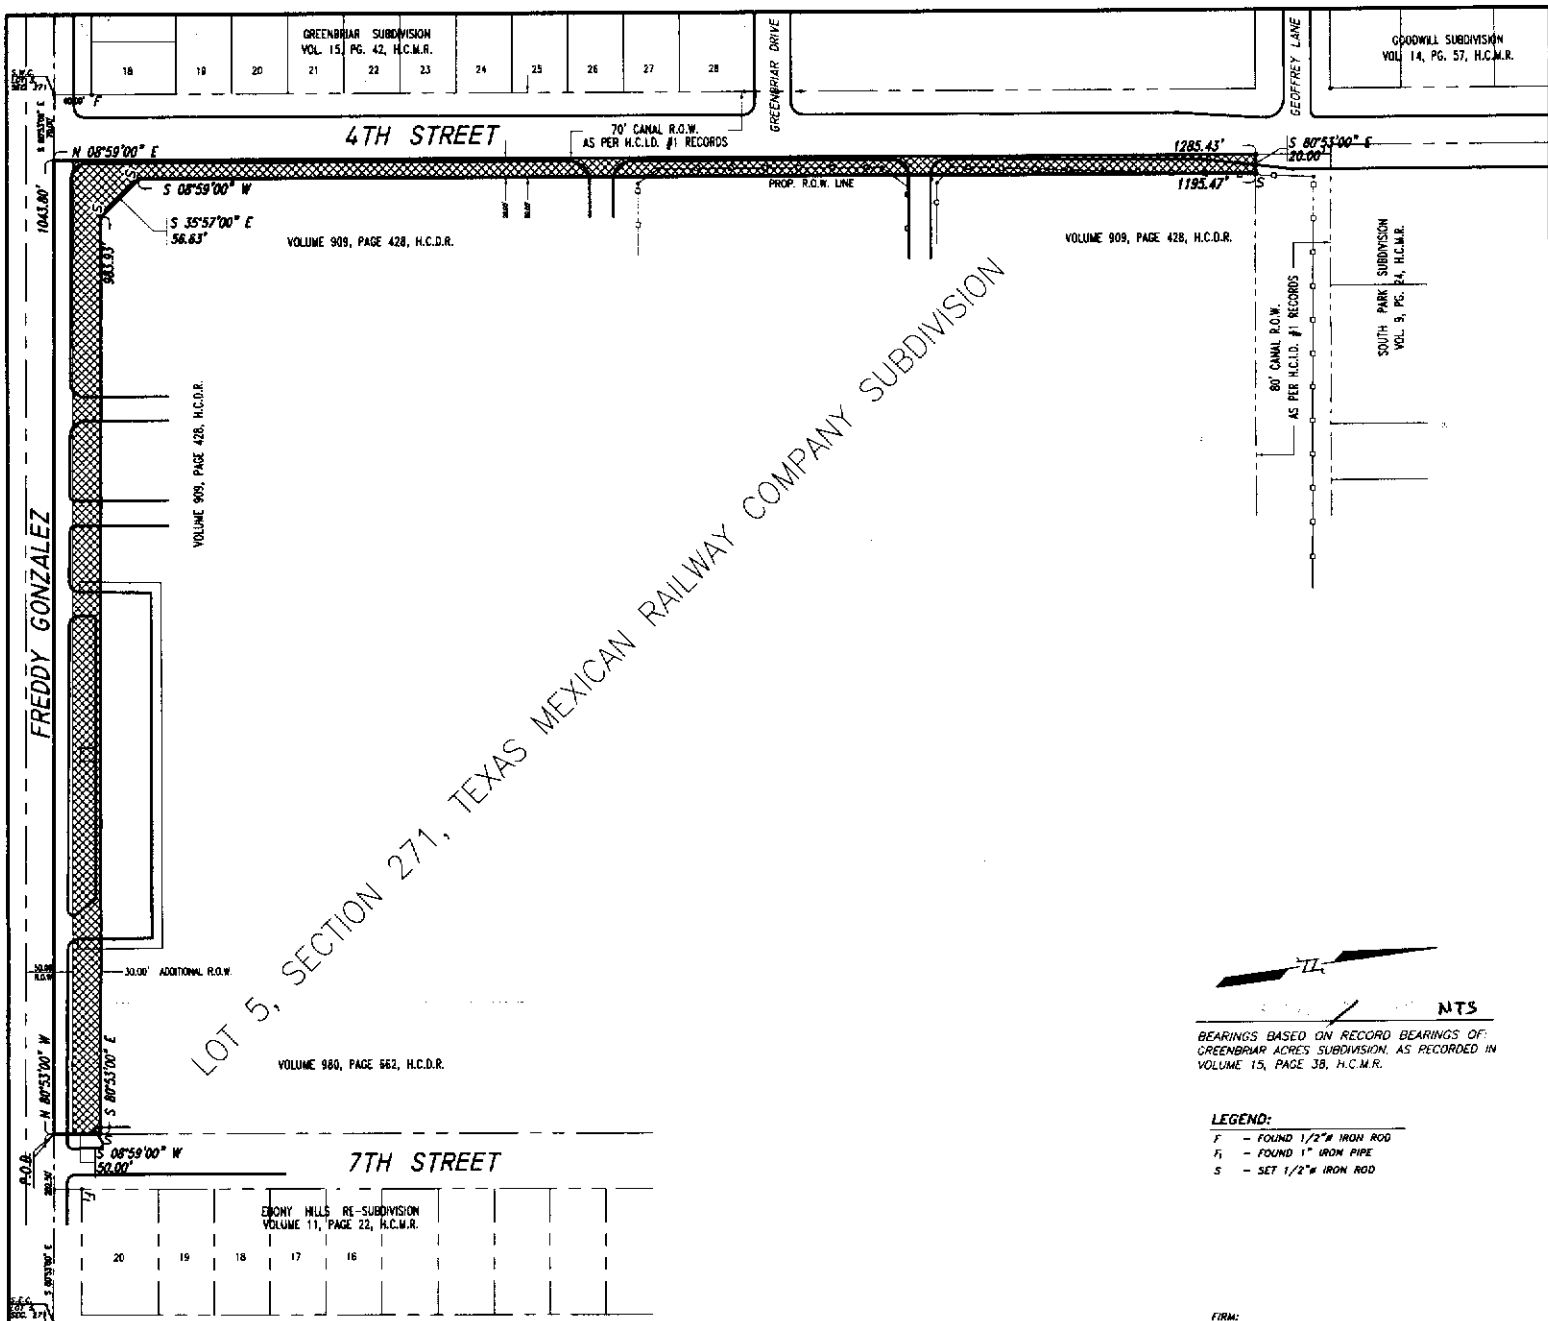 GREENBRIAR SUBDIVISION
VOL. 15, PG. 42, H.C.M.R.
18 19 20 21 22 23 24 25 26 27 28
GREENBRIAR DRIVE
GEOFFREY LANE
GOODWILL SUBDIVISION
VOL. 14, PG. 57, H.C.M.R.
F
4TH STREET
70' CANAL R.O.W.
AS PER H.C.I.D. #1 RECORDS
N 08°59'00" E
1285.43'
S 80°53'00" E
20.00'
S 08°59'00" W
PROP. R.O.W. LINE
1195.47'
S
S
S
1043.80'
S 35°57'00" E
56.63'
983.93'
VOLUME 909, PAGE 428, H.C.D.R.
VOLUME 909, PAGE 428, H.C.D.R.
80' CANAL R.O.W.
AS PER H.C.I.D. #1 RECORDS
SOUTH PARK SUBDIVISION
VOL. 9, PG. 24, H.C.M.R.
VOLUME 909, PAGE 428, H.C.D.R.
FREDDY GONZALEZ
LOT 5, SECTION 271, TEXAS MEXICAN RAILWAY COMPANY SUBDIVISION
30.00' ADDITIONAL R.O.W.
N 80°53'00" W
S 80°53'00" E
VOLUME 980, PAGE 662, H.C.D.R.
S
S 08°59'00" W
50.00'
P.O.B.
7TH STREET
F1
EBONY HILLS RE-SUBDIVISION
VOLUME 11, PAGE 22, H.C.M.R.
20 19 18 17 16
S 80°53'00" E
NTS
BEARINGS BASED ON RECORD BEARINGS OF:
GREENBRIAR ACRES SUBDIVISION, AS RECORDED IN
VOLUME 15, PAGE 38, H.C.M.R.
LEGEND:
F - FOUND 1/2"ø IRON ROD
F1 - FOUND 1" IRON PIPE
S - SET 1/2"ø IRON ROD
FIRM: